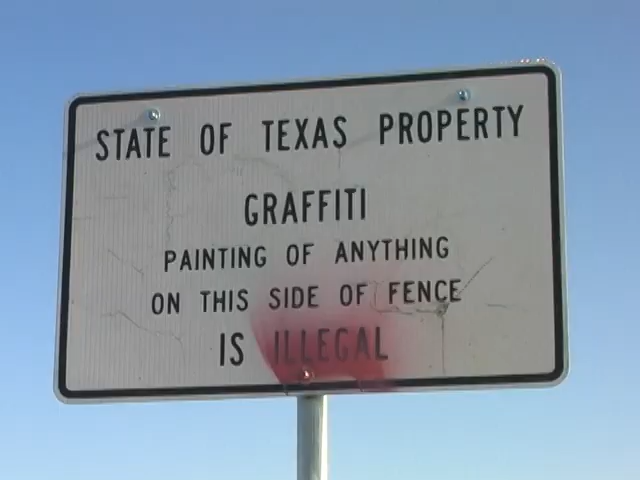 STATE OF TEXAS PROPERTY
GRAFFITI
PAINTING OF ANYTHING
ON THIS SIDE OF FENCE
IS ILLEGAL